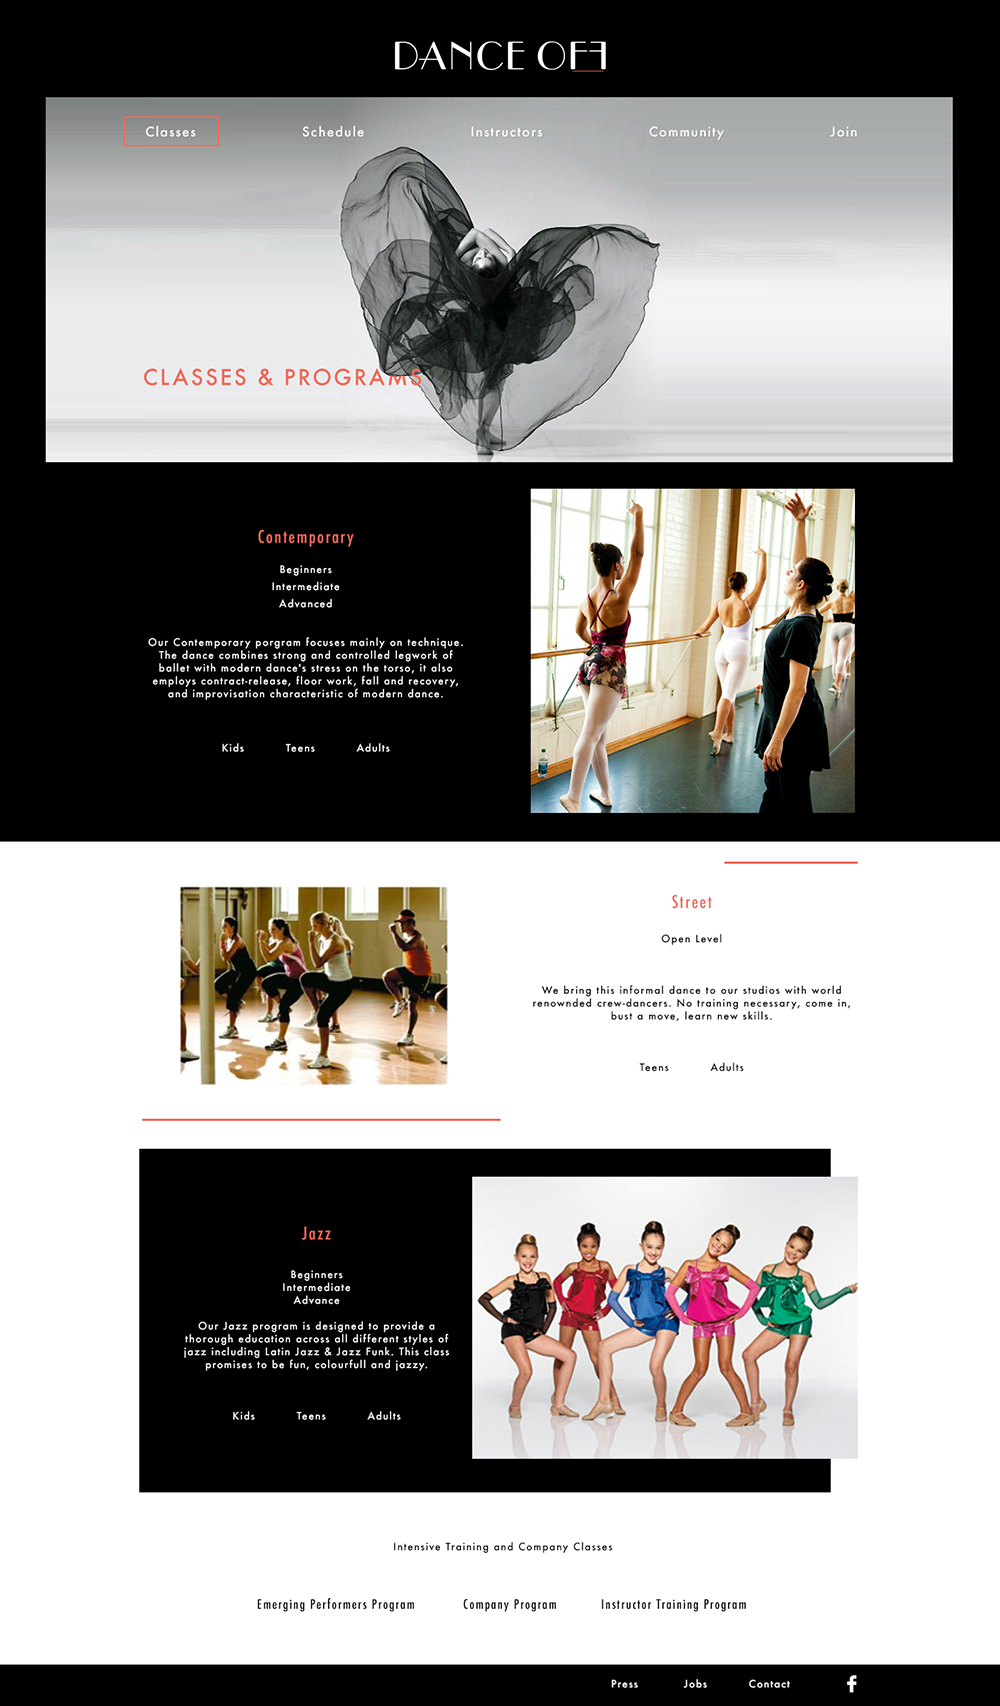 DANCE OFF
Classes Schedule Instructors Community Join
CLASSES & PROGRAMS
Contemporary
Beginners
Intermediate
Advanced
Our Contemporary porgram focuses mainly on technique.
The dance combines strong and controlled legwork of
ballet with modern dance's stress on the torso, it also
employs contract-release, floor work, fall and recovery,
and improvisation characteristic of modern dance.
Kids Teens Adults
Street
Open Level
We bring this informal dance to our studios with world
renownded crew-dancers. No training necessary, come in,
bust a move, learn new skills.
Teens Adults
Jazz
Beginners
Intermediate
Advance
Our Jazz program is designed to provide a
thorough education across all different styles of
jazz including Latin Jazz & Jazz Funk. This class
promises to be fun, colourfull and jazzy.
Kids Teens Adults
Intensive Training and Company Classes
Emerging Performers Program Company Program Instructor Training Program
Press Jobs Contact f